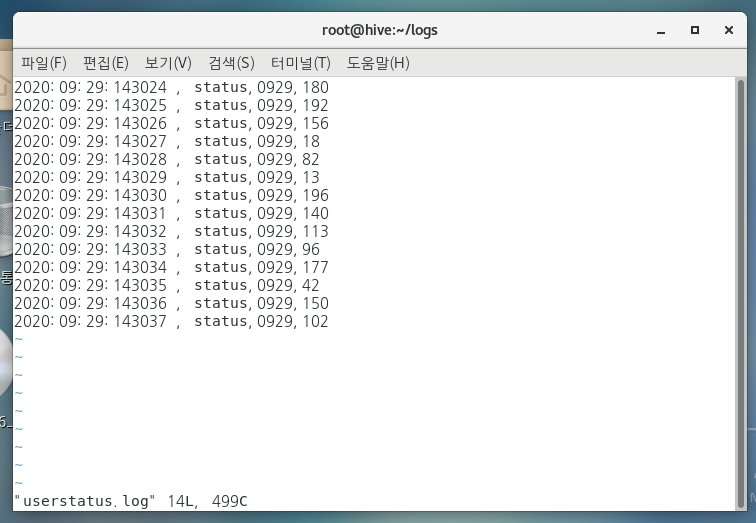 root@hive:~/logs
파일(F) 편집(E) 보기(V) 검색(S) 터미널(T) 도움말(H)
2020:09:29:143024 , status,0929,180
2020:09:29:143025 , status,0929,192
2020:09:29:143026 , status,0929,156
2020:09:29:143027 , status,0929,18
2020:09:29:143028 , status,0929,82
2020:09:29:143029 , status,0929,13
2020:09:29:143030 , status,0929,196
2020:09:29:143031 , status,0929,140
2020:09:29:143032 , status,0929,113
2020:09:29:143033 , status,0929,96
2020:09:29:143034 , status,0929,177
2020:09:29:143035 , status,0929,42
2020:09:29:143036 , status,0929,150
2020:09:29:143037 , status,0929,102
~
~
~
~
~
~
~
~
~
"userstatus.log" 14L, 499C